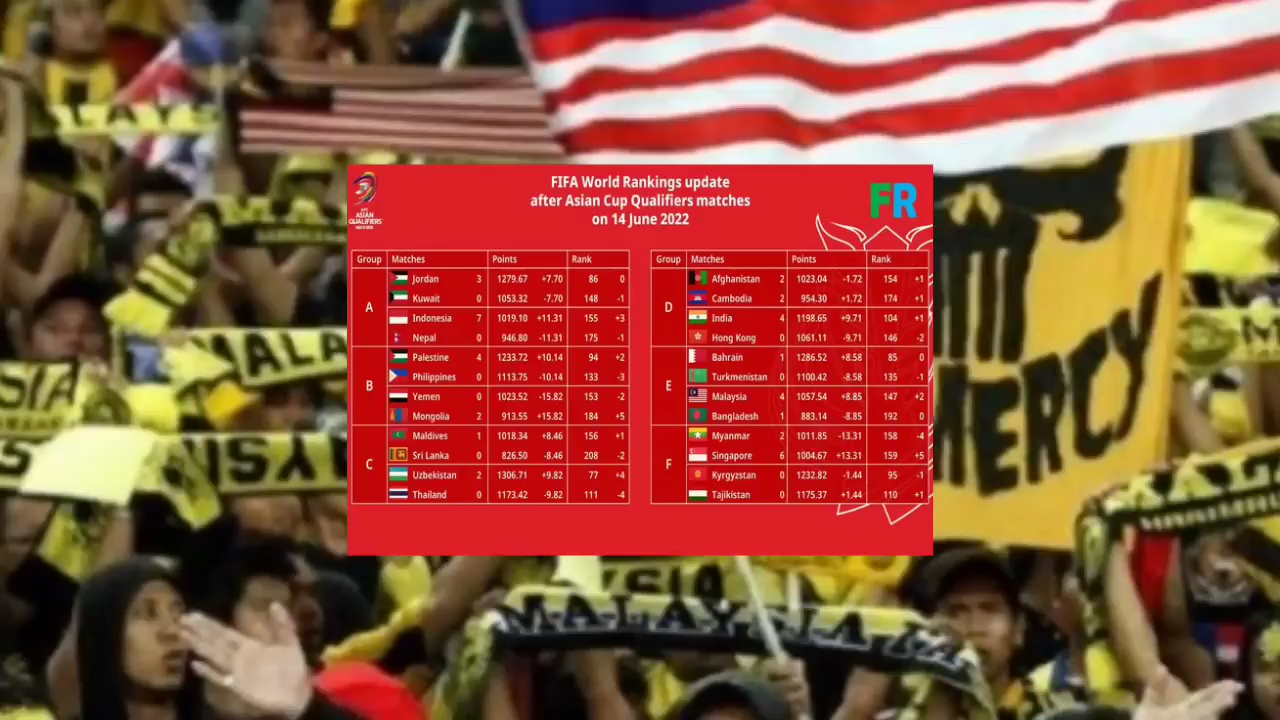 FIFA World Rankings update
after Asian Cup Qualifiers matches
on 14 June 2022
FR
ASIAN
QUALIFIERS
Group Matches Points Rank
A
Jordan 3 1279.67 +7.70 86 0
Kuwait 0 1053.32 -7.70 148 -1
Indonesia 7 1019.10 +11.31 155 +3
Nepal 0 946.80 -11.31 175 -1
B
Palestine 4 1233.72 +10.14 94 +2
Philippines 0 1113.75 -10.14 133 -3
Yemen 0 1023.52 -15.82 153 -2
Mongolia 2 913.55 +15.82 184 +5
C
Maldives 1 1018.34 +8.46 156 +1
Sri Lanka 0 826.50 -8.46 208 -2
Uzbekistan 2 1306.71 +9.82 77 +4
Thailand 0 1173.42 -9.82 111 -4
Group Matches Points Rank
D
Afghanistan 2 1023.04 -1.72 154 +1
Cambodia 2 954.30 +1.72 174 +1
India 4 1198.65 +9.71 104 +1
Hong Kong 0 1061.11 -9.71 146 -2
E
Bahrain 1 1286.52 +8.58 85 0
Turkmenistan 0 1100.42 -8.58 135 -1
Malaysia 4 1057.54 +8.85 147 +2
Bangladesh 883.14 -8.85 192 0
F
Myanmar 2 1011.85 -13.31 158 -4
Singapore 6 1004.67 +13.31 159 +5
Kyrgyzstan 0 1232.82 -1.44 95 -1
Tajikistan 0 1175.37 +1.44 110 +1
MALA
SIA
MERCY
YSIA
MALAYSIA FA